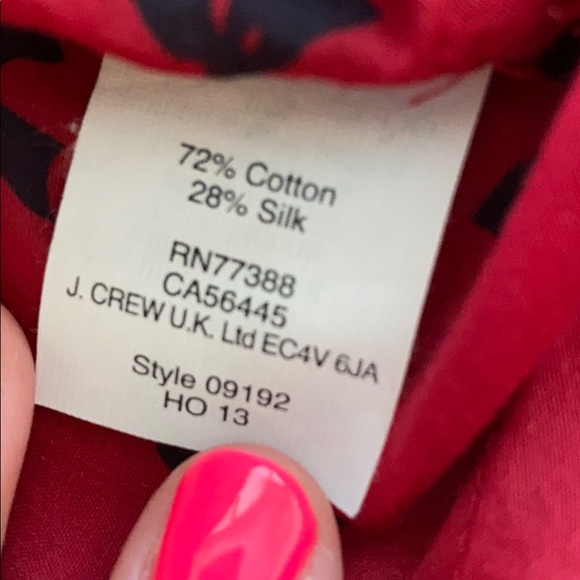 72% Cotton
28% Silk
RN77388
CA56445
J. CREW U.K. Ltd EC4V 6JA
Style 09192
HO 13